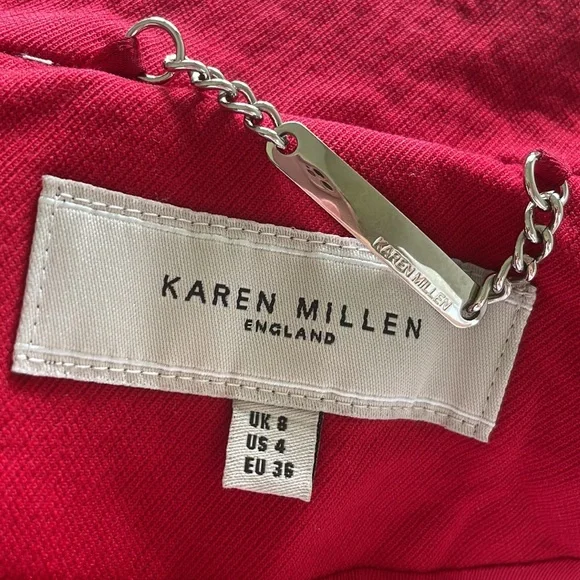 KAREN MILLEN
KAREN MILLEN
ENGLAND
UK 8
US 4
EU 36